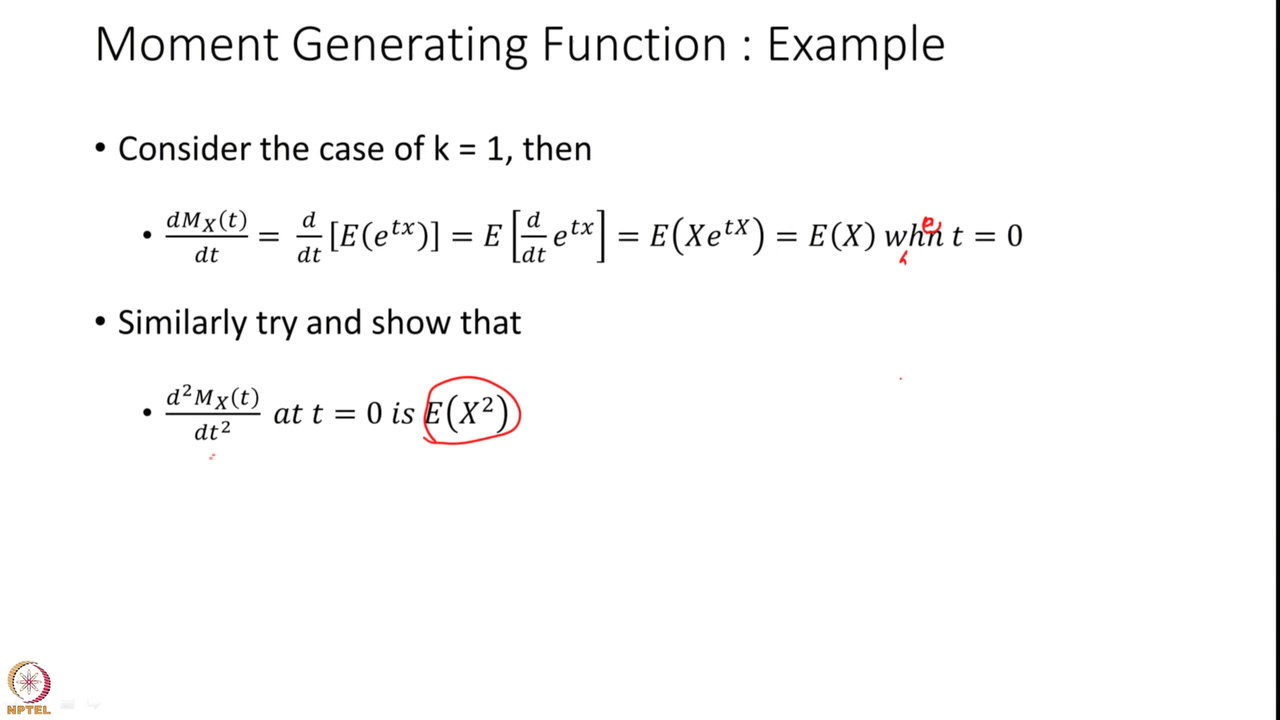 Moment Generating Function : Example
• Consider the case of k = 1, then
• dM_X(t)/dt = d/dt [E(e^{tx})] = E[d/dt e^{tx}] = E(Xe^{tX}) = E(X) whn t = 0
e
• Similarly try and show that
• d²M_X(t)/dt² at t = 0 is E(X²)
NPTEL